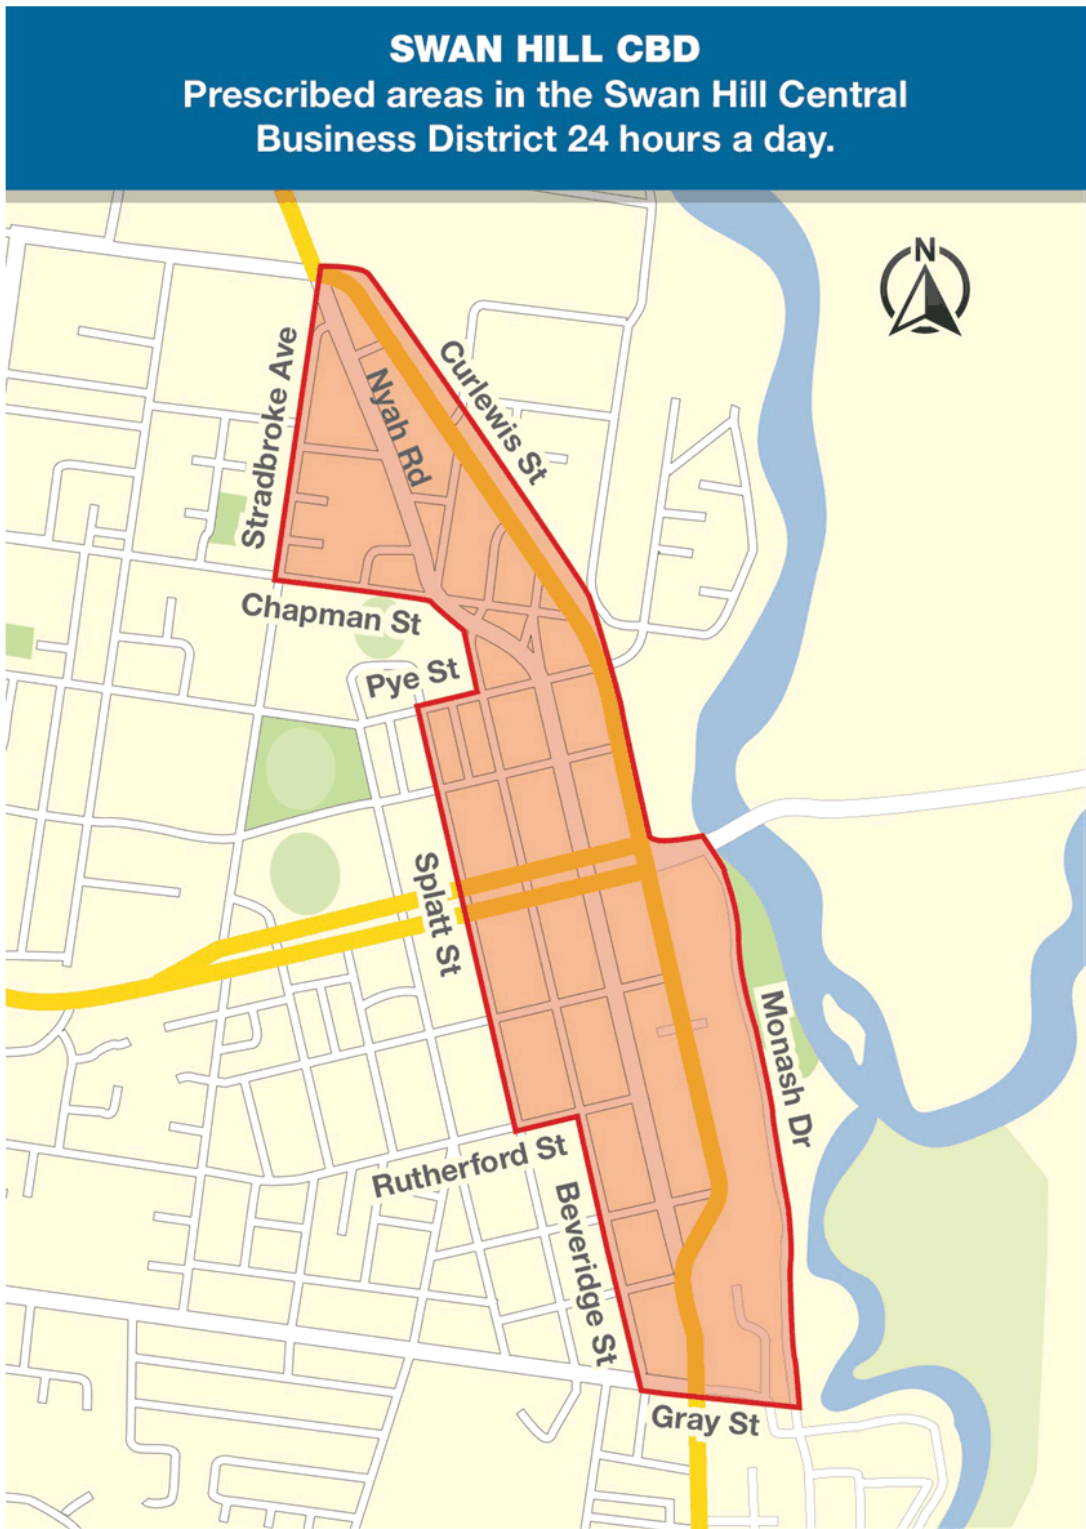 SWAN HILL CBD
Prescribed areas in the Swan Hill Central
Business District 24 hours a day.
N
Stradbroke Ave
Nyah Rd
Curlewis St
Chapman St
Pye St
Splatt St
Monash Dr
Rutherford St
Beveridge St
Gray St